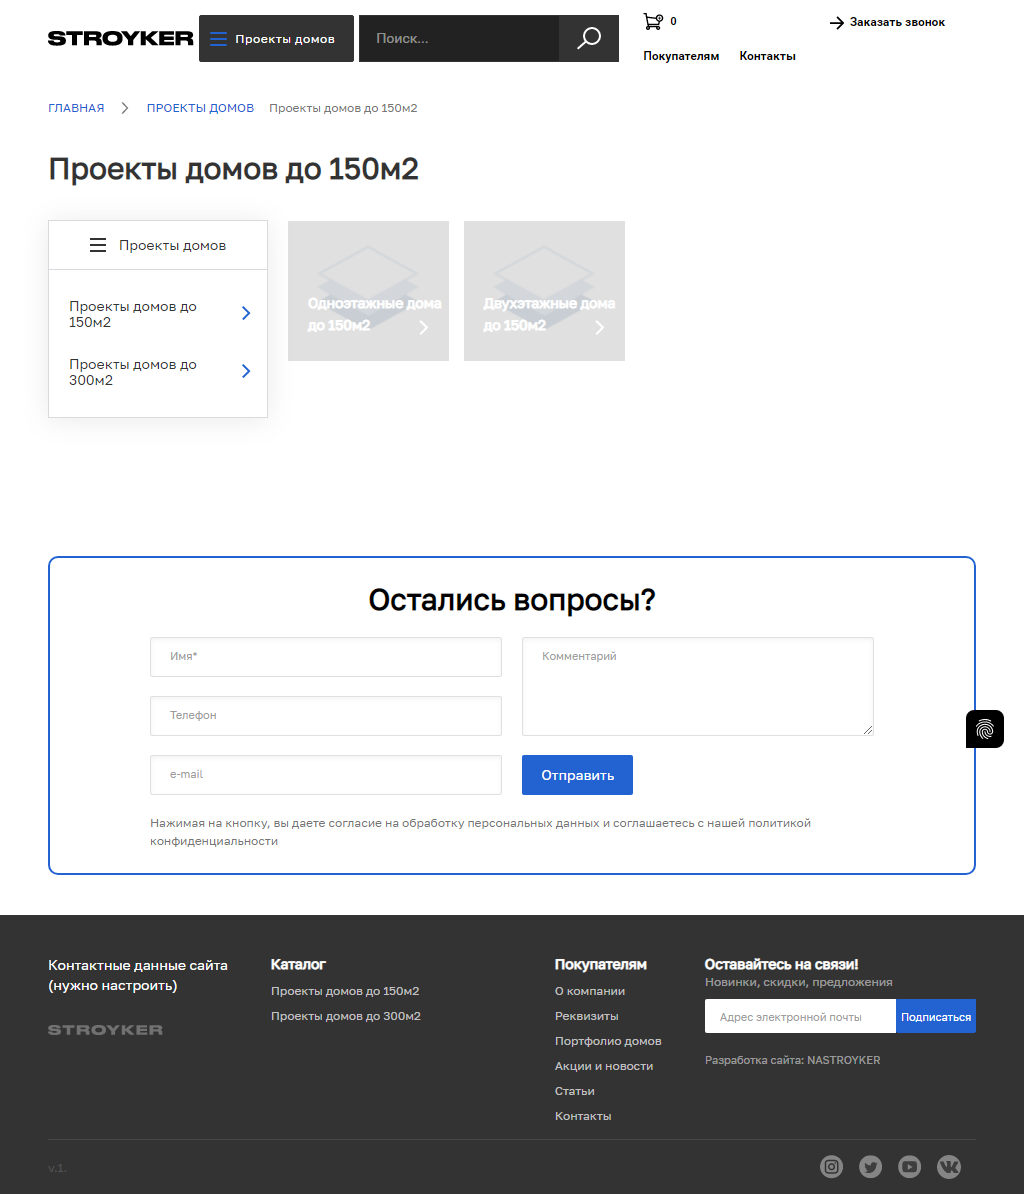 STROYKER
Проекты домов
Поиск...
0
Заказать звонок
Покупателям
Контакты
ГЛАВНАЯ
ПРОЕКТЫ ДОМОВ
Проекты домов до 150м2
Проекты домов до 150м2
Проекты домов
Проекты домов до
150м2
Проекты домов до
300м2
Одноэтажные дома
до 150м2
Двухэтажные дома
до 150м2
Остались вопросы?
Имя*
Комментарий
Телефон
e-mail
Отправить
Нажимая на кнопку, вы даете согласие на обработку персональных данных и соглашаетесь с нашей политикой
конфиденциальности
Контактные данные сайта
(нужно настроить)
STROYKER
Каталог
Проекты домов до 150м2
Проекты домов до 300м2
Покупателям
О компании
Реквизиты
Портфолио домов
Акции и новости
Статьи
Контакты
Оставайтесь на связи!
Новинки, скидки, предложения
Адрес электронной почты
Подписаться
Разработка сайта: NASTROYKER
v.1.